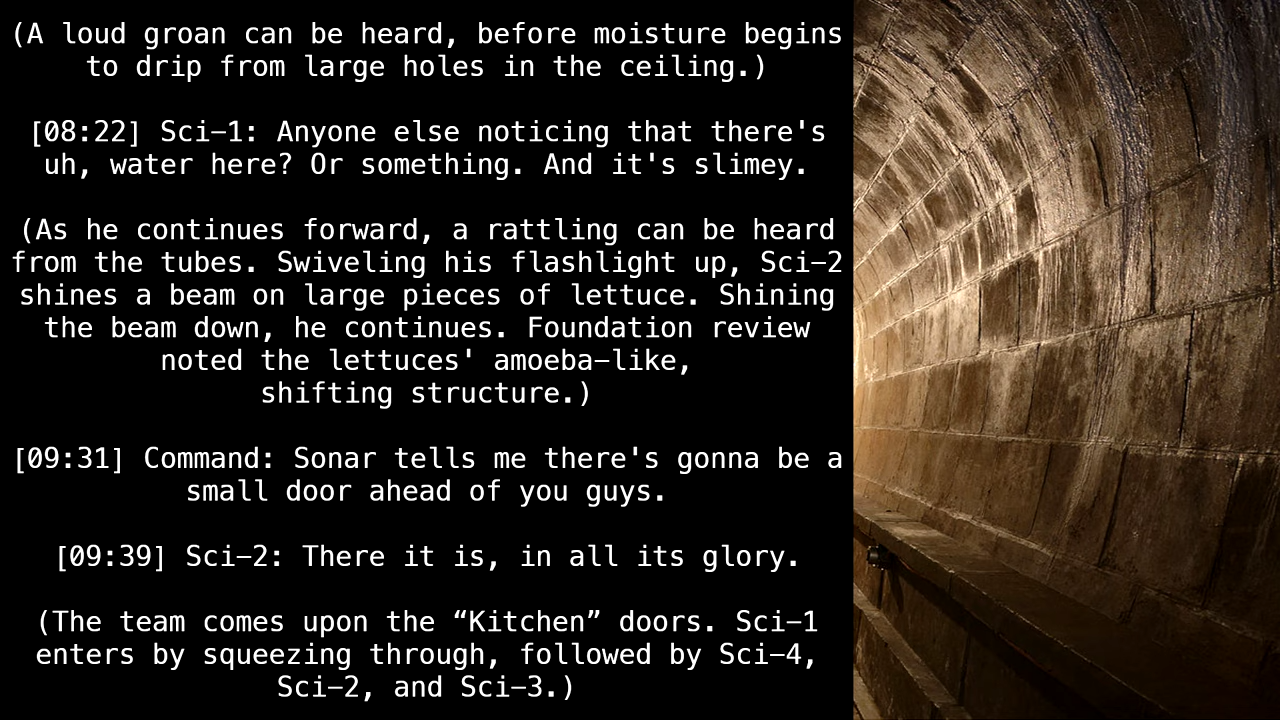 (A loud groan can be heard, before moisture begins
to drip from large holes in the ceiling.)
[08:22] Sci–1: Anyone else noticing that there's
uh, water here? Or something. And it's slimey.
(As he continues forward, a rattling can be heard
from the tubes. Swiveling his flashlight up, Sci–2
shines a beam on large pieces of lettuce. Shining
the beam down, he continues. Foundation review
noted the lettuces' amoeba–like,
shifting structure.)
[09:31] Command: Sonar tells me there's gonna be a
small door ahead of you guys.
[09:39] Sci–2: There it is, in all its glory.
(The team comes upon the “Kitchen” doors. Sci–1
enters by squeezing through, followed by Sci–4,
Sci–2, and Sci–3.)